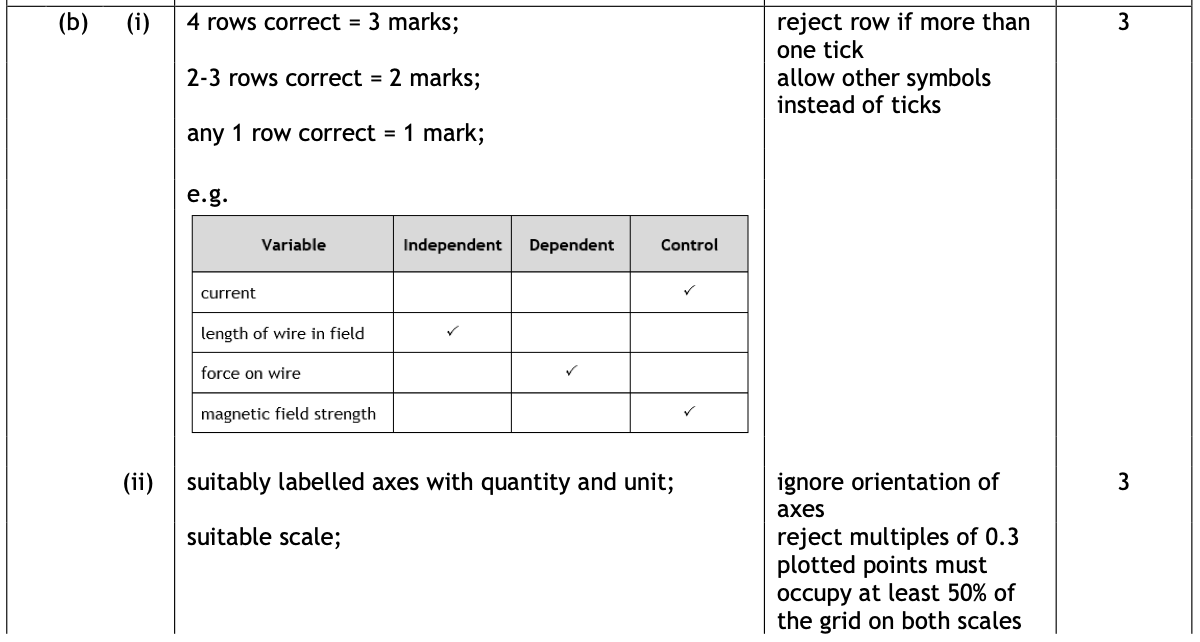 (b) (i) 4 rows correct = 3 marks; reject row if more than 3
one tick
2-3 rows correct = 2 marks; allow other symbols
instead of ticks
any 1 row correct = 1 mark;
e.g.
Variable Independent Dependent Control
current ✓
length of wire in field ✓
force on wire ✓
magnetic field strength ✓
(ii) suitably labelled axes with quantity and unit; ignore orientation of 3
axes
suitable scale; reject multiples of 0.3
plotted points must
occupy at least 50% of
the grid on both scales